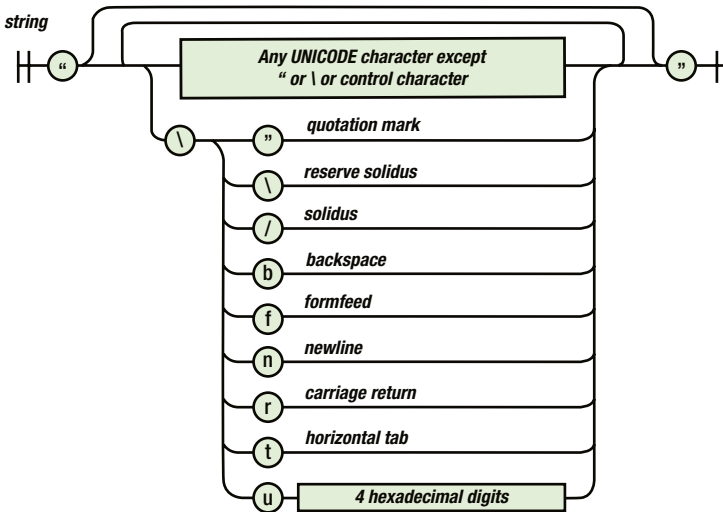 string
“
Any UNICODE character except
“ or \ or control character
”
\
” quotation mark
\ reserve solidus
/ solidus
b backspace
f formfeed
n newline
r carriage return
t horizontal tab
u 4 hexadecimal digits